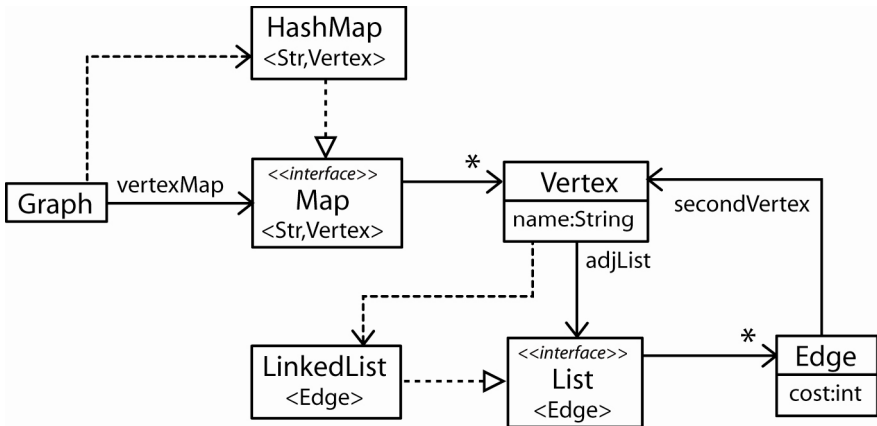 HashMap
<Str,Vertex>
vertexMap
Graph
<<interface>>
Map
<Str,Vertex>
*
Vertex
name:String
secondVertex
adjList
LinkedList
<Edge>
<<interface>>
List
<Edge>
*
Edge
cost:int